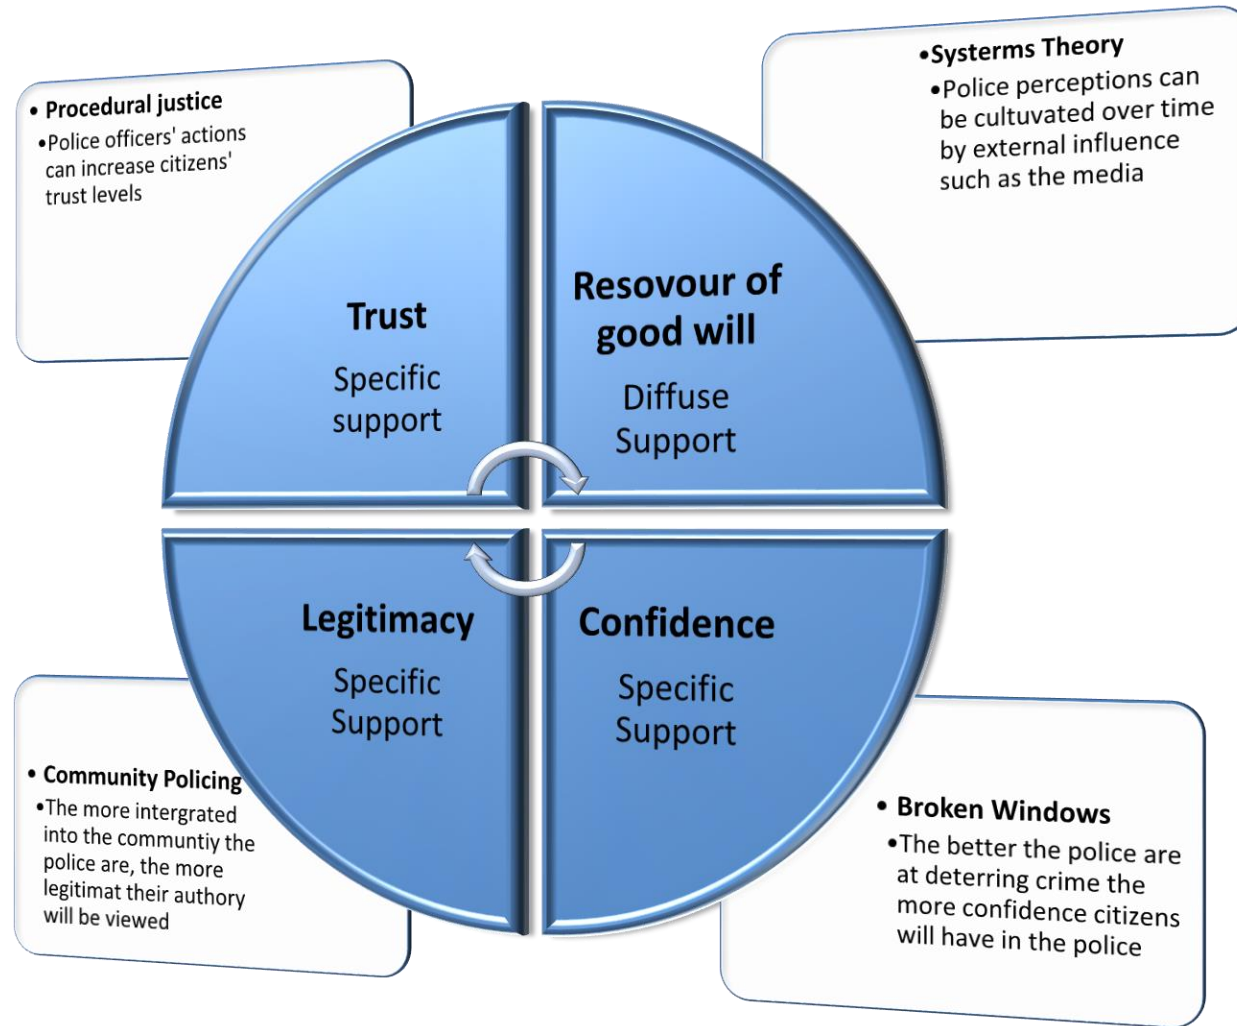 • Procedural justice
•Police officers' actions
can increase citizens'
trust levels
•Systerms Theory
•Police perceptions can
be cultuvated over time
by external influence
such as the media
Trust
Specific
support
Resovour of
good will
Diffuse
Support
Legitimacy
Specific
Support
Confidence
Specific
Support
• Community Policing
•The more intergrated
into the communtiy the
police are, the more
legitimat their authory
will be viewed
• Broken Windows
•The better the police are
at deterring crime the
more confidence citizens
will have in the police